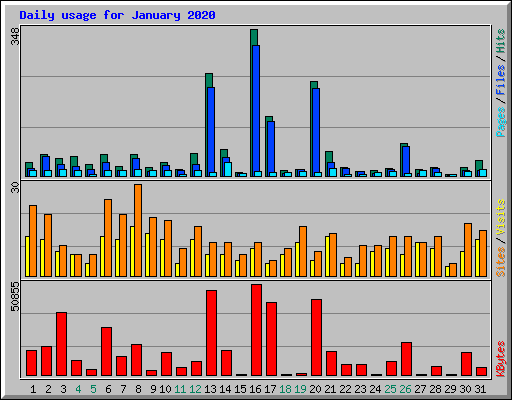 Daily usage for January 2020
348
Pages / Files / Hits
30
Sites / Visits
50855
KBytes
1 2 3 4 5 6 7 8 9 10 11 12 13 14 15 16 17 18 19 20 21 22 23 24 25 26 27 28 29 30 31